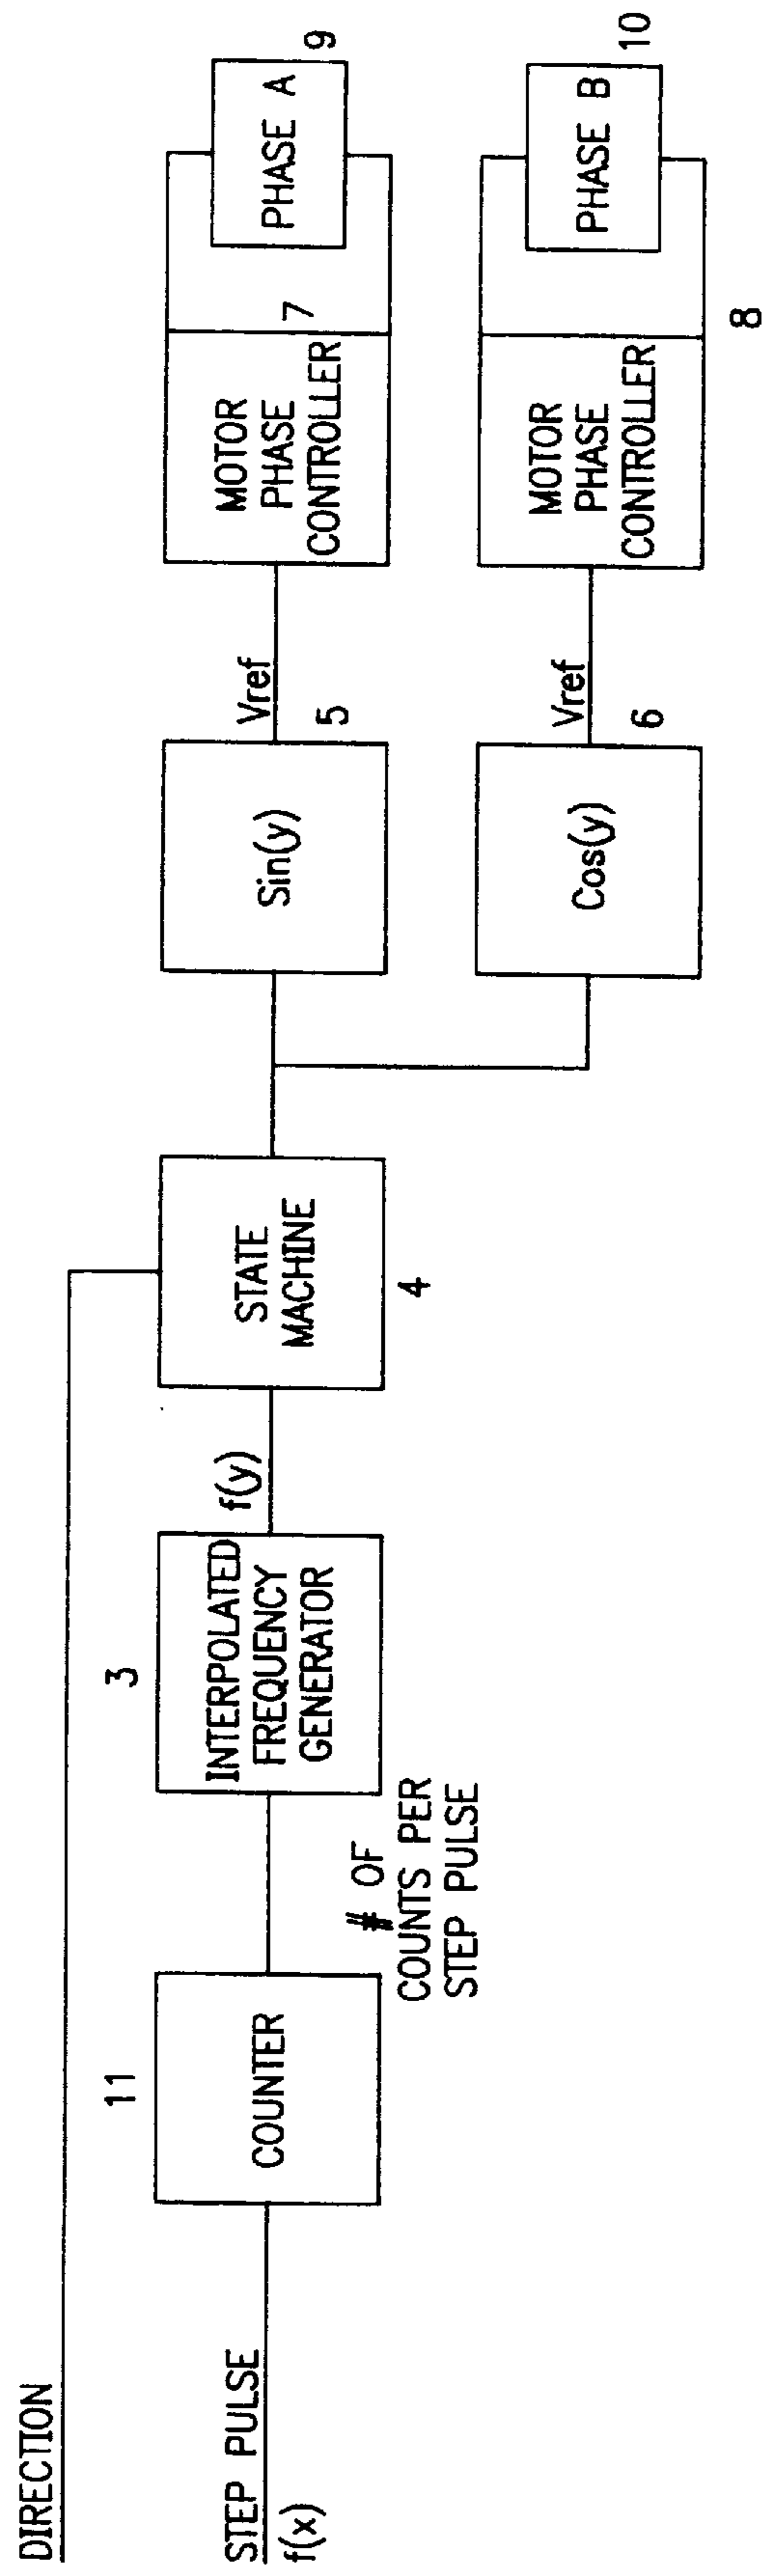 DIRECTION
STEP PULSE
f(x)
11
COUNTER
# OF
COUNTS PER
STEP PULSE
3
INTERPOLATED
FREQUENCY
GENERATOR
f(y)
STATE
MACHINE
4
Sin(y)
5
Vref
MOTOR
PHASE
CONTROLLER
7
PHASE A
9
Cos(y)
6
Vref
MOTOR
PHASE
CONTROLLER
8
PHASE B
10